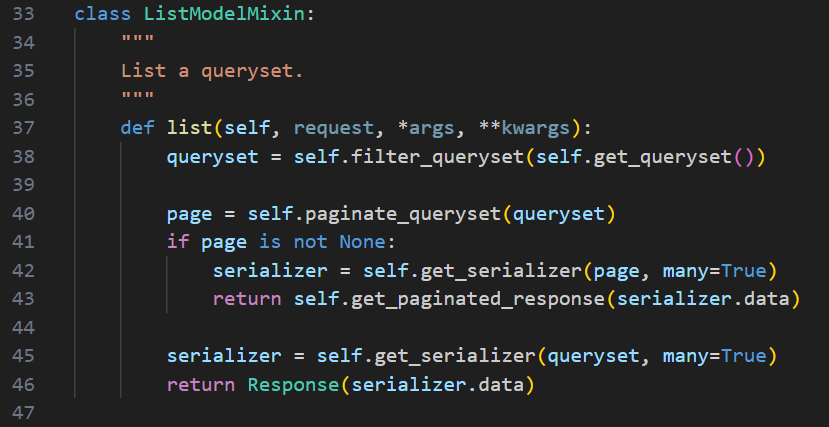 33 class ListModelMixin:
34     """
35     List a queryset.
36     """
37     def list(self, request, *args, **kwargs):
38         queryset = self.filter_queryset(self.get_queryset())
39
40         page = self.paginate_queryset(queryset)
41         if page is not None:
42             serializer = self.get_serializer(page, many=True)
43             return self.get_paginated_response(serializer.data)
44
45         serializer = self.get_serializer(queryset, many=True)
46         return Response(serializer.data)
47